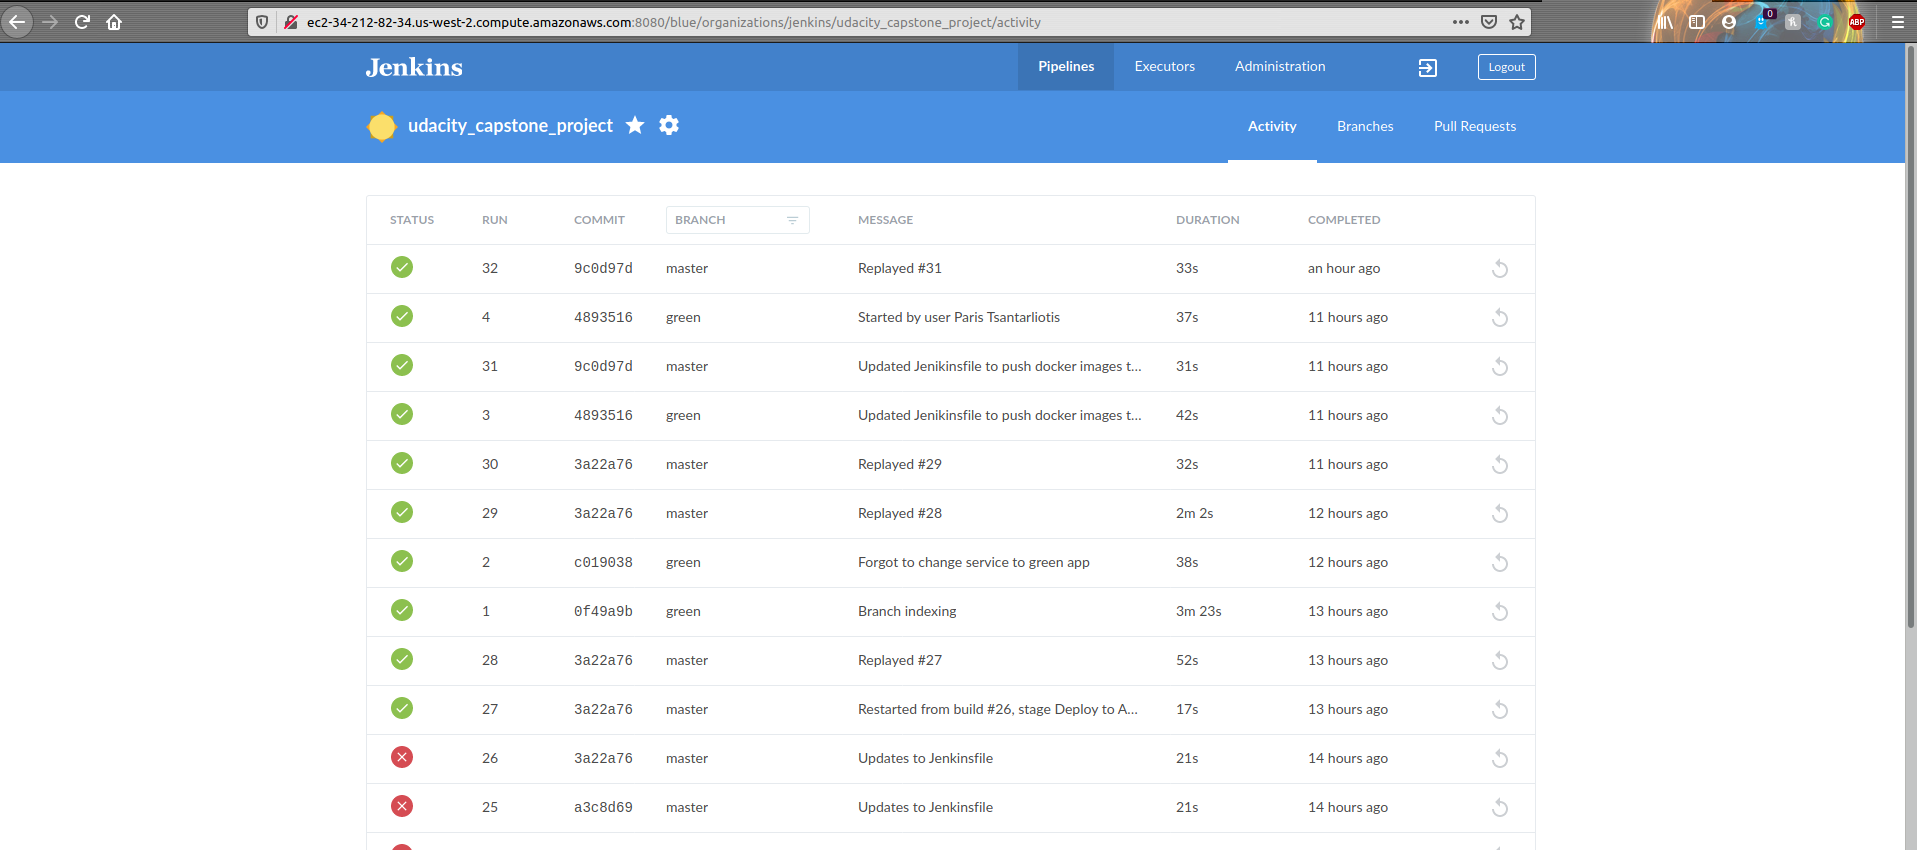 ec2-34-212-82-34.us-west-2.compute.amazonaws.com:8080/blue/organizations/jenkins/udacity_capstone_project/activity
0
ABP
Jenkins Pipelines Executors Administration Logout
udacity_capstone_project Activity Branches Pull Requests
STATUS RUN COMMIT BRANCH MESSAGE DURATION COMPLETED
32 9c0d97d master Replayed #31 33s an hour ago
4 4893516 green Started by user Paris Tsantarliotis 37s 11 hours ago
31 9c0d97d master Updated Jenikinsfile to push docker images t... 31s 11 hours ago
3 4893516 green Updated Jenikinsfile to push docker images t... 42s 11 hours ago
30 3a22a76 master Replayed #29 32s 11 hours ago
29 3a22a76 master Replayed #28 2m 2s 12 hours ago
2 c019038 green Forgot to change service to green app 38s 12 hours ago
1 0f49a9b green Branch indexing 3m 23s 13 hours ago
28 3a22a76 master Replayed #27 52s 13 hours ago
27 3a22a76 master Restarted from build #26, stage Deploy to A... 17s 13 hours ago
26 3a22a76 master Updates to Jenkinsfile 21s 14 hours ago
25 a3c8d69 master Updates to Jenkinsfile 21s 14 hours ago